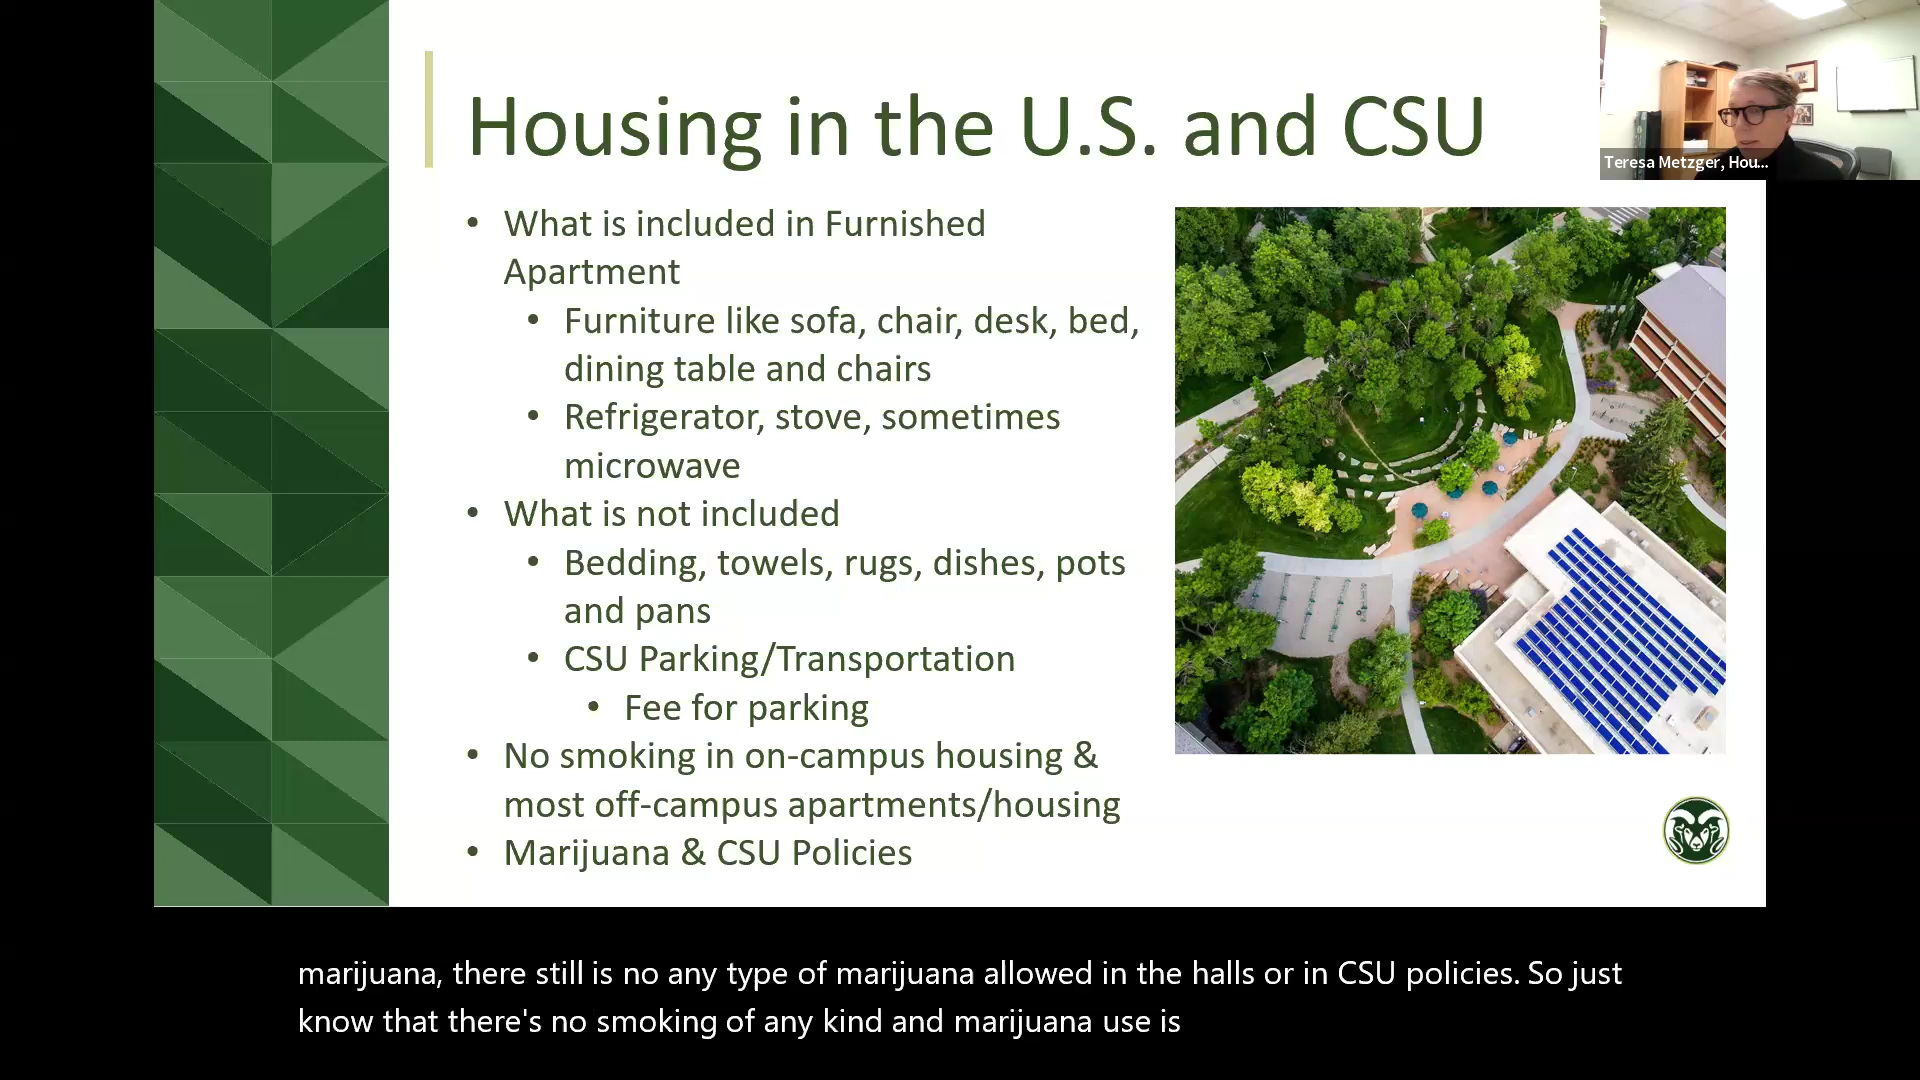 Housing in the U.S. and CSU
Teresa Metzger, Hou...
• What is included in Furnished
Apartment
• Furniture like sofa, chair, desk, bed,
dining table and chairs
• Refrigerator, stove, sometimes
microwave
• What is not included
• Bedding, towels, rugs, dishes, pots
and pans
• CSU Parking/Transportation
• Fee for parking
• No smoking in on-campus housing &
most off-campus apartments/housing
• Marijuana & CSU Policies
marijuana, there still is no any type of marijuana allowed in the halls or in CSU policies. So just
know that there's no smoking of any kind and marijuana use is